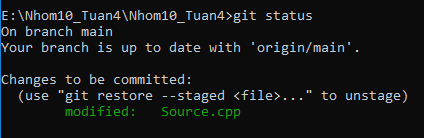 E:\Nhom10_Tuan4\Nhom10_Tuan4>git status
On branch main
Your branch is up to date with 'origin/main'.
Changes to be committed:
(use "git restore --staged <file>..." to unstage)
modified: Source.cpp